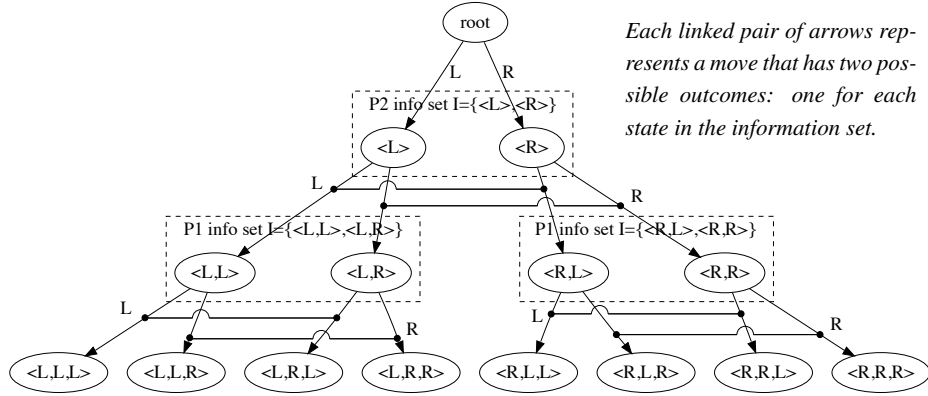 root
Each linked pair of arrows rep-
resents a move that has two pos-
sible outcomes: one for each
state in the information set.
L R
P2 info set I={<L>,<R>}
<L> <R>
L R
P1 info set I={<L,L>,<L,R>} P1 info set I={<R,L>,<R,R>}
<L,L> <L,R> <R,L> <R,R>
L R L R
<L,L,L> <L,L,R> <L,R,L> <L,R,R> <R,L,L> <R,L,R> <R,R,L> <R,R,R>